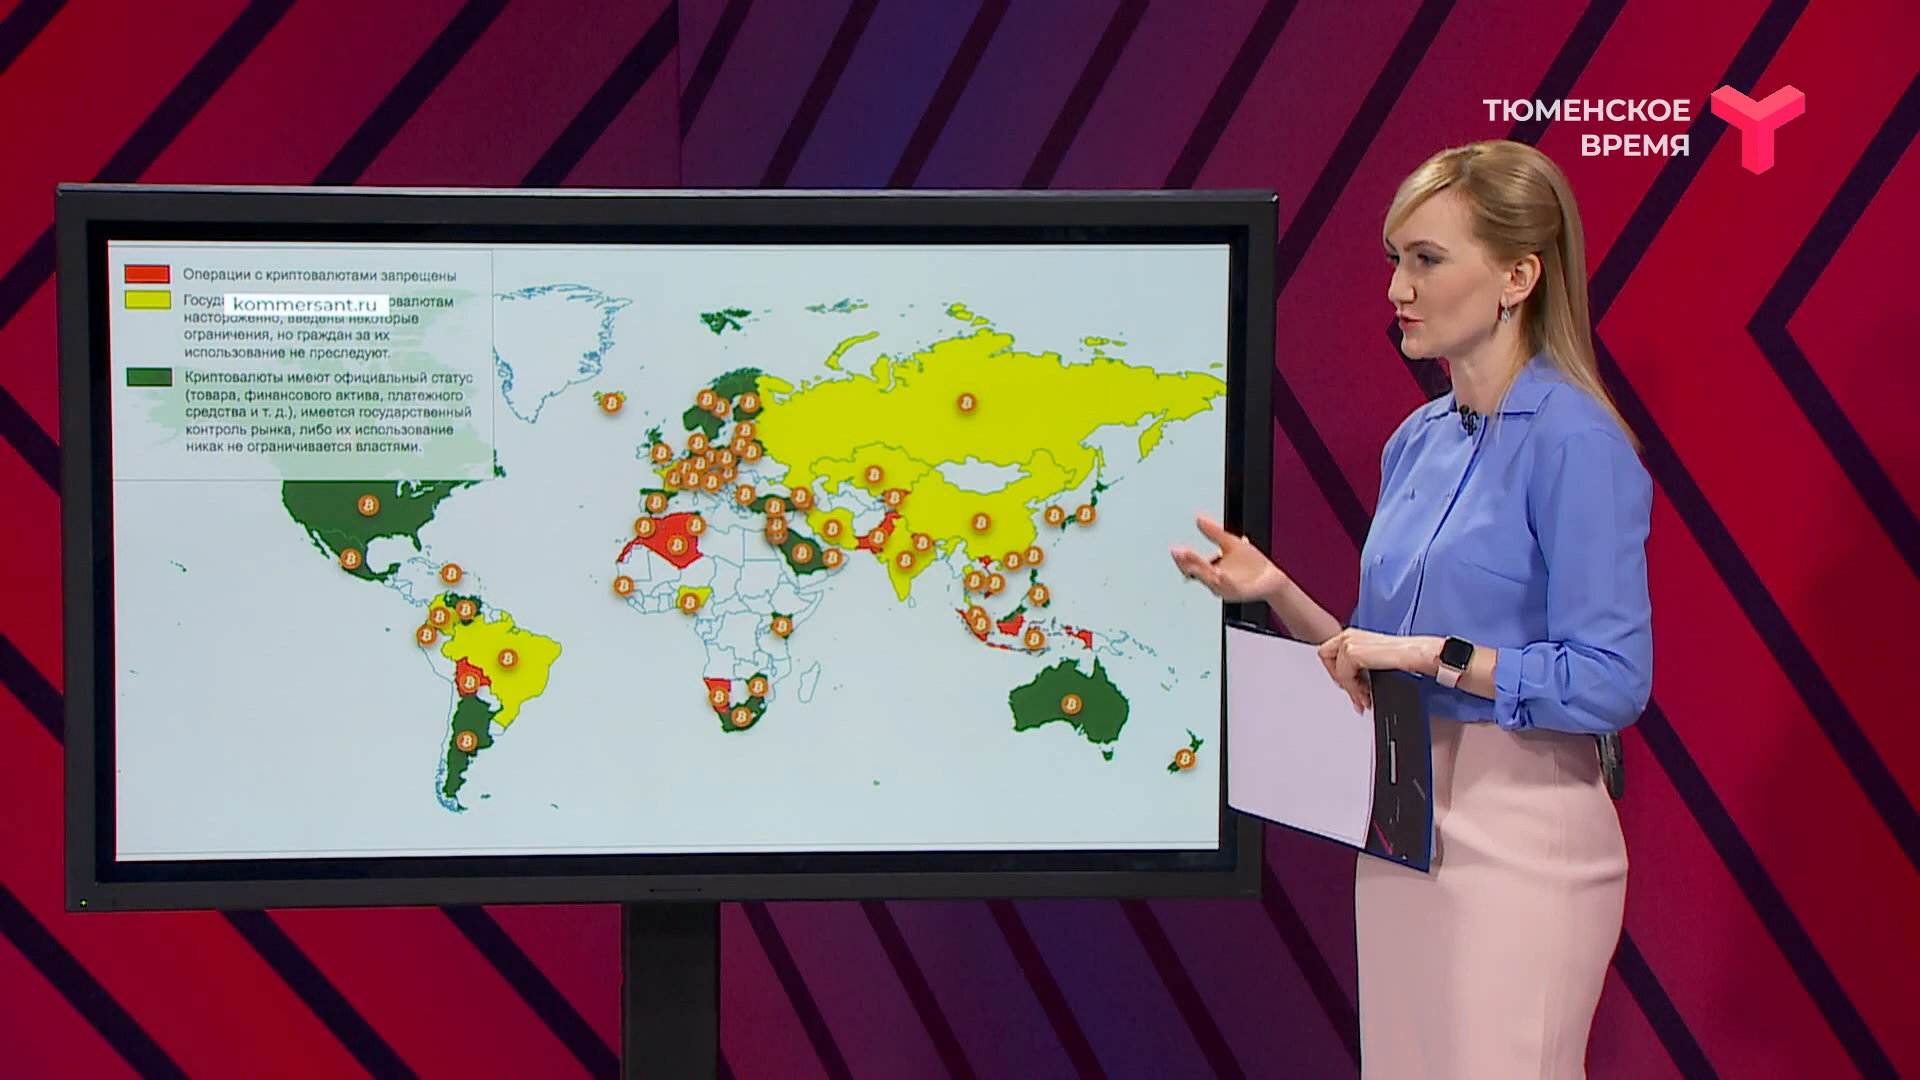 ТЮМЕНСКОЕ
ВРЕМЯ
Операции с криптовалютами запрещены
kommersant.ru
настороженно, введены некоторые
ограничения, но граждан за их
использование не преследуют.
Криптовалюты имеют официальный статус
(товара, финансового актива, платежного
средства и т. д.), имеется государственный
контроль рынка, либо их использование
никак не ограничивается властями.